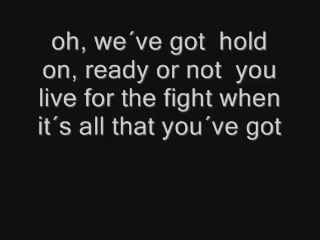 oh, we´ve got  hold
on, ready or not  you
live for the fight when
it´s all that you´ve got